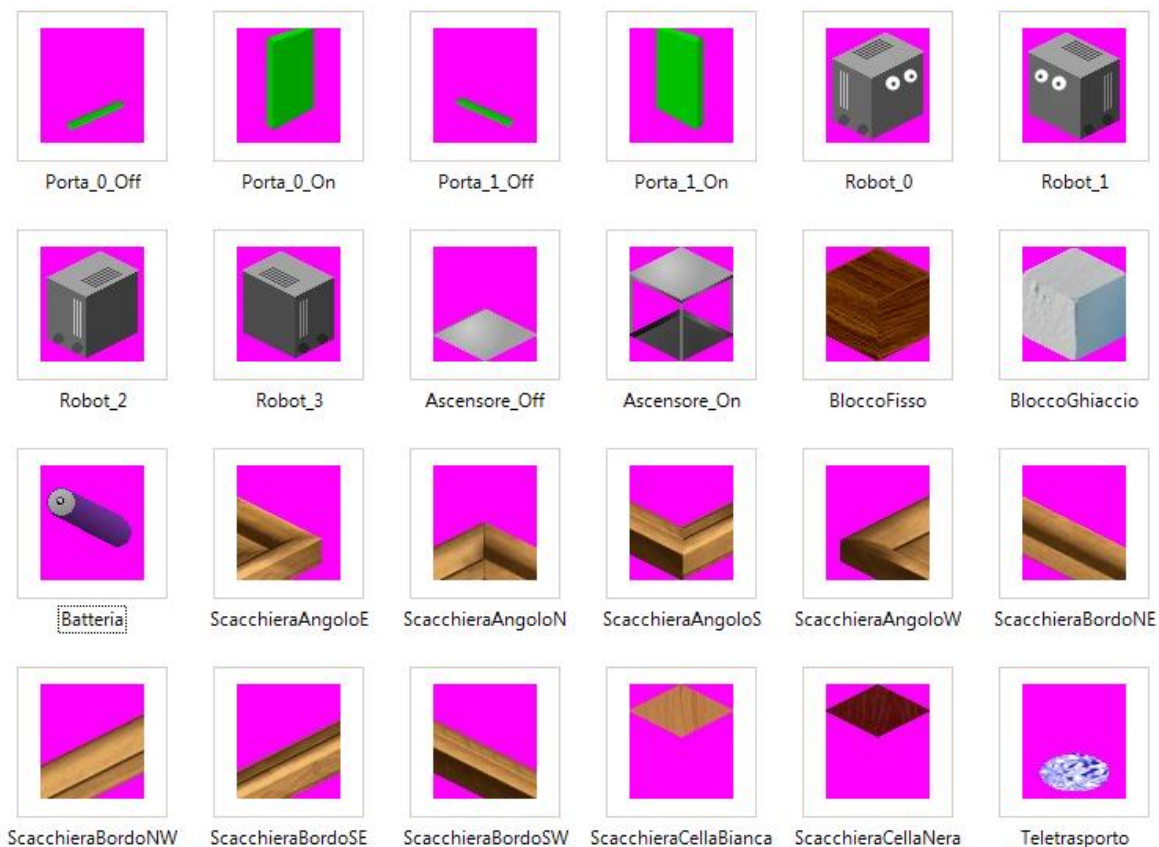 Porta_0_Off Porta_0_On Porta_1_Off Porta_1_On Robot_0 Robot_1
Robot_2 Robot_3 Ascensore_Off Ascensore_On BloccoFisso BloccoGhiaccio
Batteria ScacchieraAngoloE ScacchieraAngoloN ScacchieraAngoloS ScacchieraAngoloW ScacchieraBordoNE
ScacchieraBordoNW ScacchieraBordoSE ScacchieraBordoSW ScacchieraCellaBianca ScacchieraCellaNera Teletrasporto